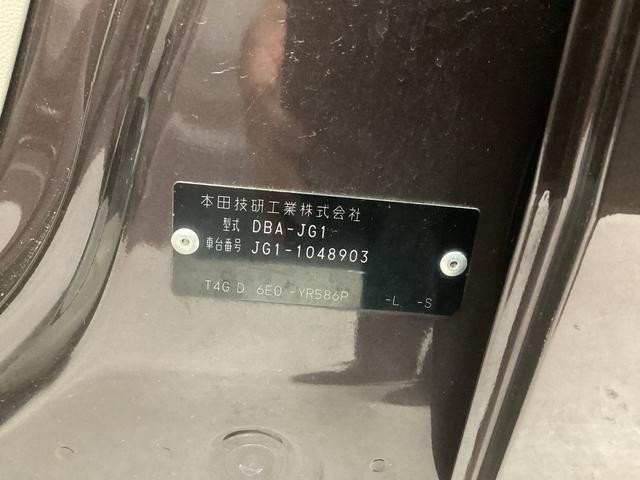 本田技研工業株式会社
型式 DBA-JG1
車台番号 JG1-1048903
T4G D 6E0 -YR586P -L -S